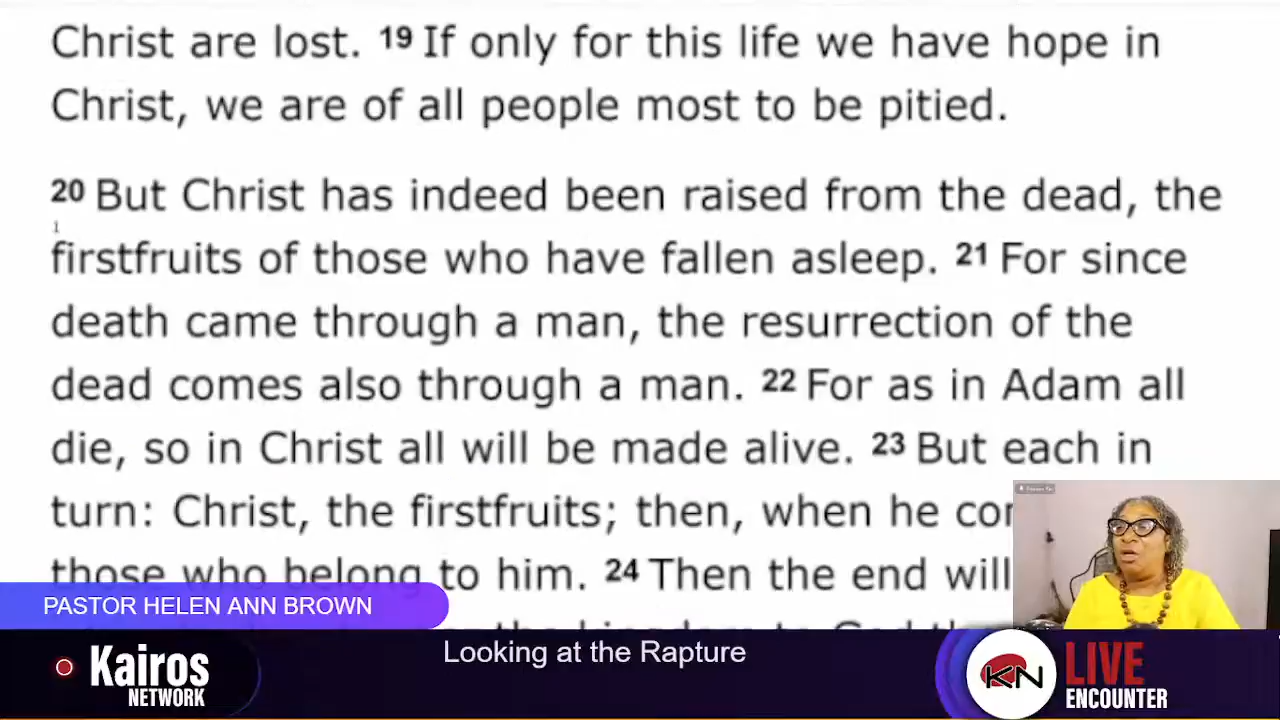 Christ are lost. 19 If only for this life we have hope in
Christ, we are of all people most to be pitied.
20 But Christ has indeed been raised from the dead, the
firstfruits of those who have fallen asleep. 21 For since
death came through a man, the resurrection of the
dead comes also through a man. 22 For as in Adam all
die, so in Christ all will be made alive. 23 But each in
turn: Christ, the firstfruits; then, when he
those who belong to him. 24 Then the end will
the kingdom to God
PASTOR HELEN ANN BROWN
Looking at the Rapture
Kairos
NETWORK
KN
LIVE
ENCOUNTER